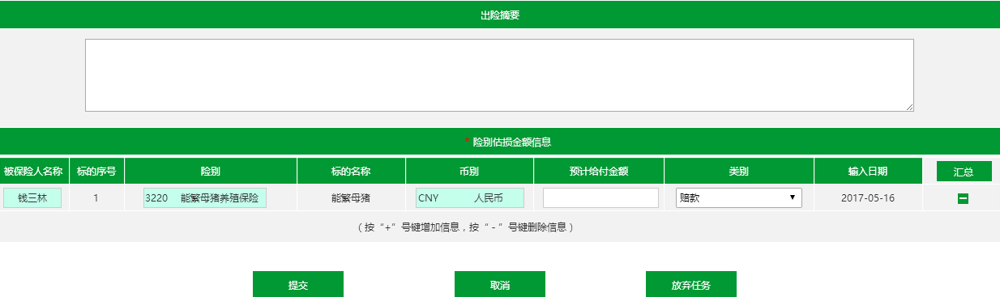 出险摘要
* 险别估损金额信息
被保险人名称 标的序号 险别 标的名称 币别 预计给付金额 类别 输入日期 汇总
钱三林 1 3220 能繁母猪养殖保险 能繁母猪 CNY 人民币 赔款 2017-05-16
（按“+”号键增加信息，按“ - ”号键删除信息）
提交 取消 放弃任务